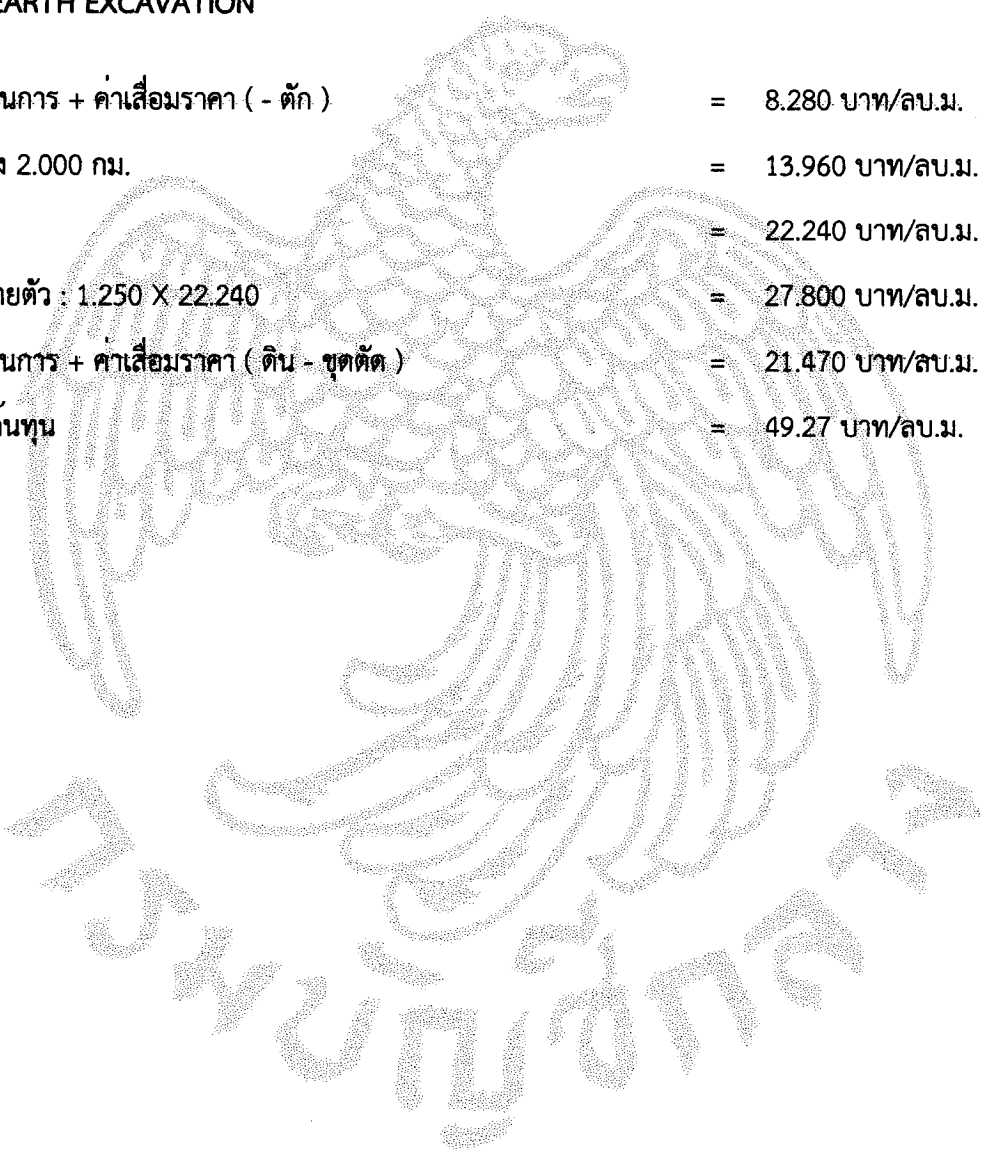 EARTH EXCAVATION
นการ + ค่าเสื่อมราคา ( - ตัก ) = 8.280 บาท/ลบ.ม.
ง 2.000 กม. = 13.960 บาท/ลบ.ม.
= 22.240 บาท/ลบ.ม.
ายตัว : 1.250 X 22.240 = 27.800 บาท/ลบ.ม.
นการ + ค่าเสื่อมราคา ( ดิน - ขุดตัด ) = 21.470 บาท/ลบ.ม.
้นทุน = 49.27 บาท/ลบ.ม.
กรมบัญชีกลาง